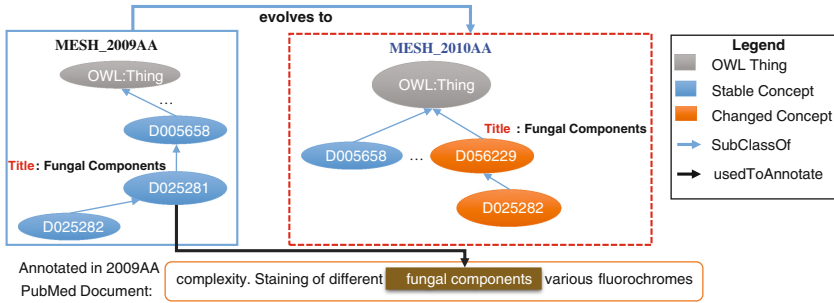 evolves to
MESH_2009AA
OWL:Thing
...
D005658
Title: Fungal Components
D025281
D025282
MESH_2010AA
OWL:Thing
Title : Fungal Components
D005658
...
D056229
D025282
Legend
OWL Thing
Stable Concept
Changed Concept
SubClassOf
usedToAnnotate
Annotated in 2009AA
PubMed Document:
complexity. Staining of different fungal components various fluorochromes